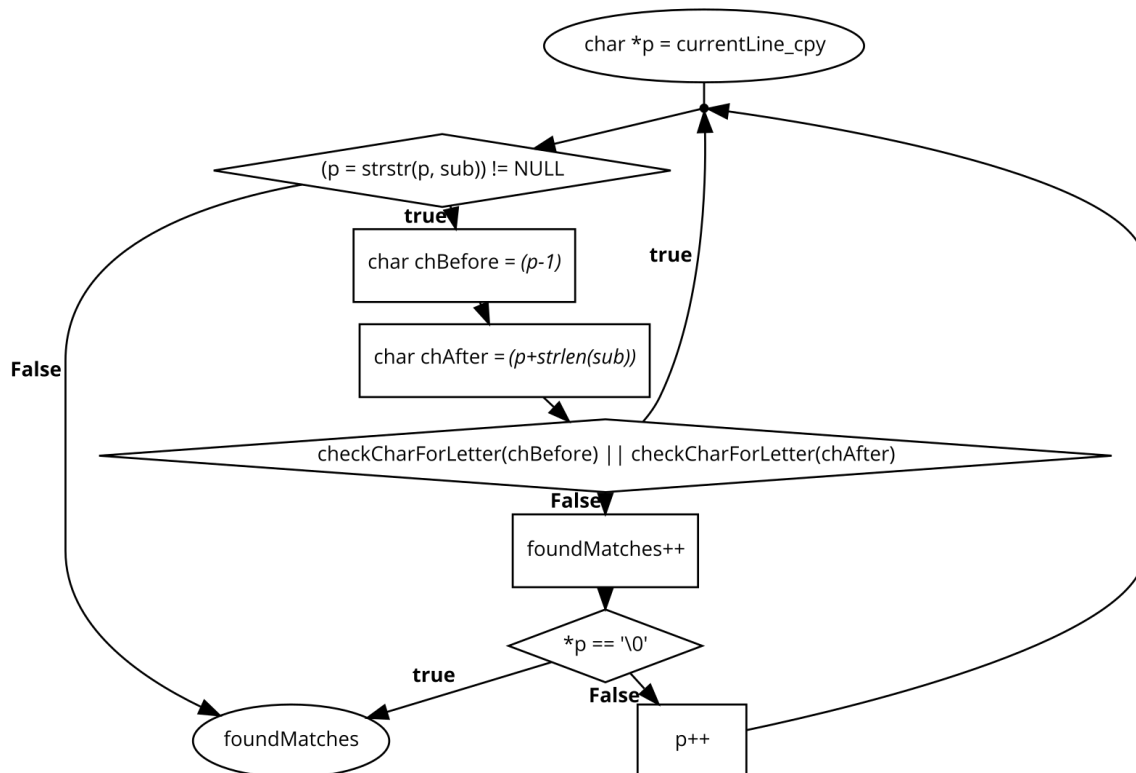 char *p = currentLine_cpy
(p = strstr(p, sub)) != NULL
true
char chBefore = (p-1)
true
char chAfter = (p+strlen(sub))
False
checkCharForLetter(chBefore) || checkCharForLetter(chAfter)
False
foundMatches++
*p == '\0'
true
False
foundMatches
p++